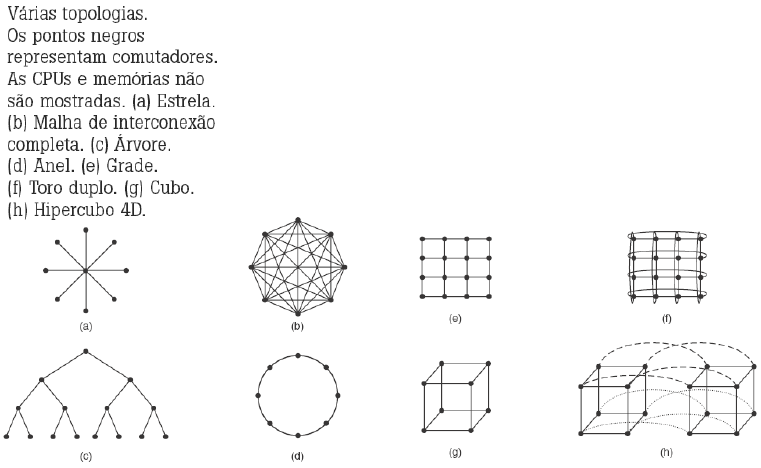 Várias topologias.
Os pontos negros
representam comutadores.
As CPUs e memórias não
são mostradas. (a) Estrela.
(b) Malha de interconexão
completa. (c) Árvore.
(d) Anel. (e) Grade.
(f) Toro duplo. (g) Cubo.
(h) Hipercubo 4D.
(a)
(b)
(e)
(f)
(c)
(d)
(g)
(h)